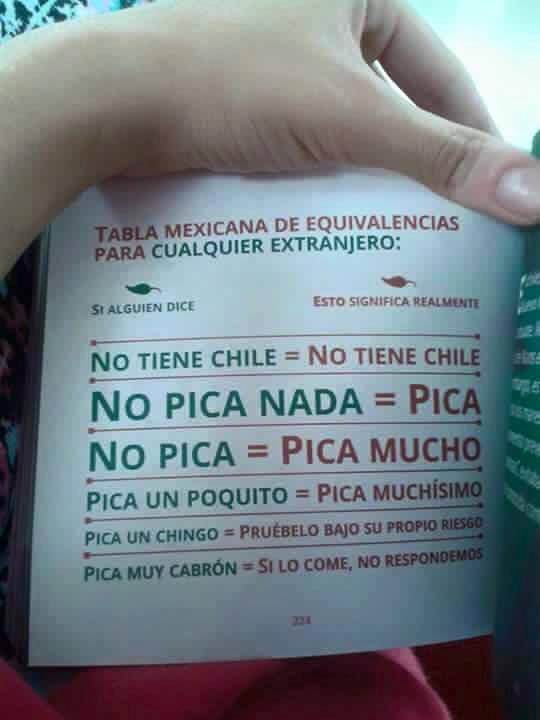 TABLA MEXICANA DE EQUIVALENCIAS
PARA CUALQUIER EXTRANJERO:
SI ALGUIEN DICE
ESTO SIGNIFICA REALMENTE
NO TIENE CHILE = NO TIENE CHILE
NO PICA NADA = PICA
NO PICA = PICA MUCHO
PICA UN POQUITO = PICA MUCHÍSIMO
PICA UN CHINGO = PRUÉBELO BAJO SU PROPIO RIESGO
PICA MUY CABRÓN = SI LO COME, NO RESPONDEMOS
224